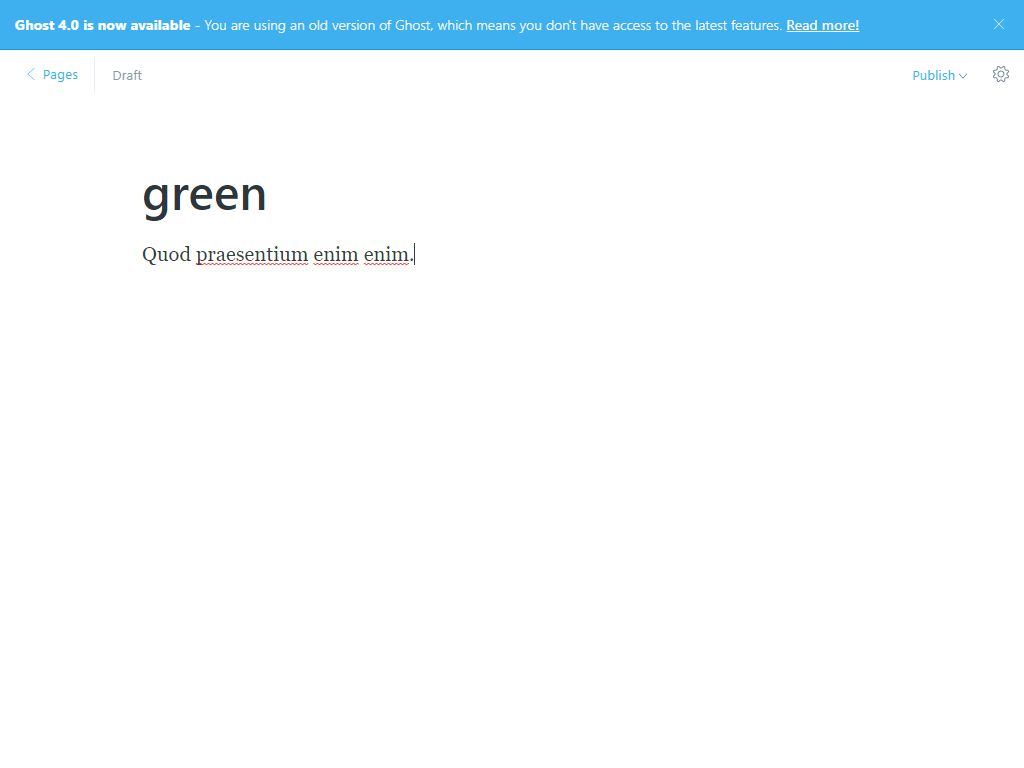 Ghost 4.0 is now available - You are using an old version of Ghost, which means you don't have access to the latest features. Read more!
Pages
Draft
Publish
green
Quod praesentium enim enim.